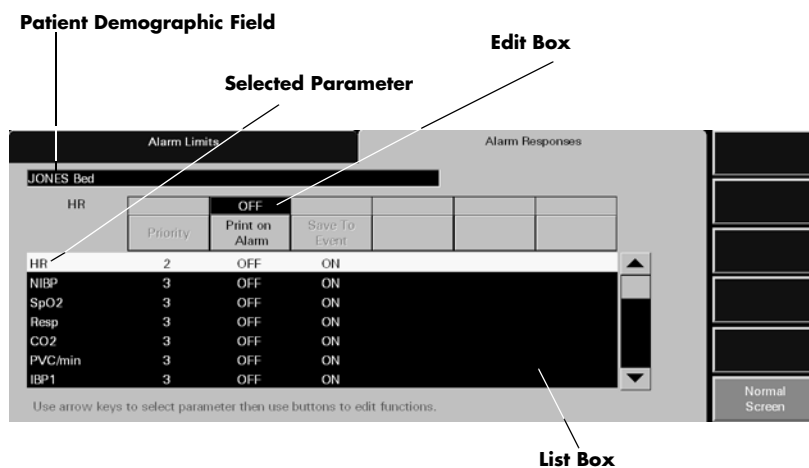 Patient Demographic Field
Edit Box
Selected Parameter
Alarm Limits
Alarm Responses
JONES Bed
HR
OFF
Priority
Print on Alarm
Save To Event
HR 2 OFF ON
NIBP 3 OFF ON
SpO2 3 OFF ON
Resp 3 OFF ON
CO2 3 OFF ON
PVC/min 3 OFF ON
IBP1 3 OFF ON
Use arrow keys to select parameter then use buttons to edit functions.
Normal Screen
List Box